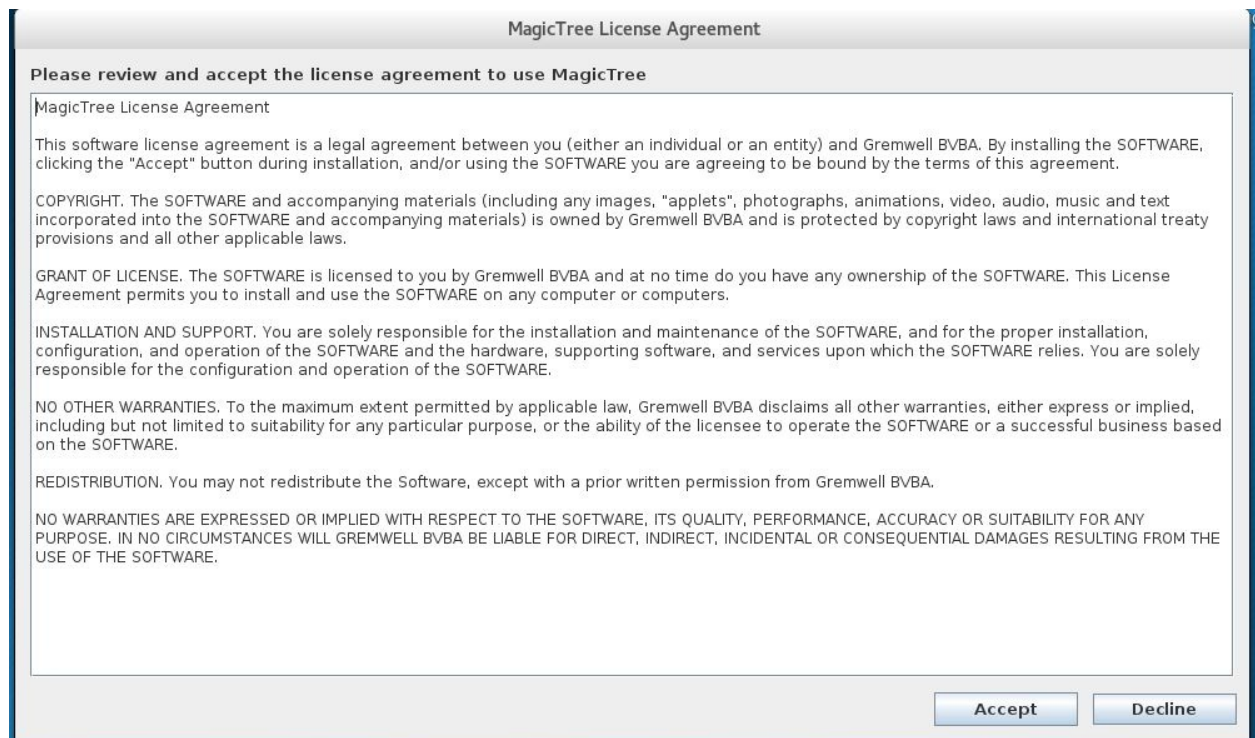 MagicTree License Agreement
Please review and accept the license agreement to use MagicTree
MagicTree License Agreement
This software license agreement is a legal agreement between you (either an individual or an entity) and Gremwell BVBA. By installing the SOFTWARE,
clicking the "Accept" button during installation, and/or using the SOFTWARE you are agreeing to be bound by the terms of this agreement.
COPYRIGHT. The SOFTWARE and accompanying materials (including any images, "applets", photographs, animations, video, audio, music and text
incorporated into the SOFTWARE and accompanying materials) is owned by Gremwell BVBA and is protected by copyright laws and international treaty
provisions and all other applicable laws.
GRANT OF LICENSE. The SOFTWARE is licensed to you by Gremwell BVBA and at no time do you have any ownership of the SOFTWARE. This License
Agreement permits you to install and use the SOFTWARE on any computer or computers.
INSTALLATION AND SUPPORT. You are solely responsible for the installation and maintenance of the SOFTWARE, and for the proper installation,
configuration, and operation of the SOFTWARE and the hardware, supporting software, and services upon which the SOFTWARE relies. You are solely
responsible for the configuration and operation of the SOFTWARE.
NO OTHER WARRANTIES. To the maximum extent permitted by applicable law, Gremwell BVBA disclaims all other warranties, either express or implied,
including but not limited to suitability for any particular purpose, or the ability of the licensee to operate the SOFTWARE or a successful business based
on the SOFTWARE.
REDISTRIBUTION. You may not redistribute the Software, except with a prior written permission from Gremwell BVBA.
NO WARRANTIES ARE EXPRESSED OR IMPLIED WITH RESPECT TO THE SOFTWARE, ITS QUALITY, PERFORMANCE, ACCURACY OR SUITABILITY FOR ANY
PURPOSE. IN NO CIRCUMSTANCES WILL GREMWELL BVBA BE LIABLE FOR DIRECT, INDIRECT, INCIDENTAL OR CONSEQUENTIAL DAMAGES RESULTING FROM THE
USE OF THE SOFTWARE.
Accept
Decline